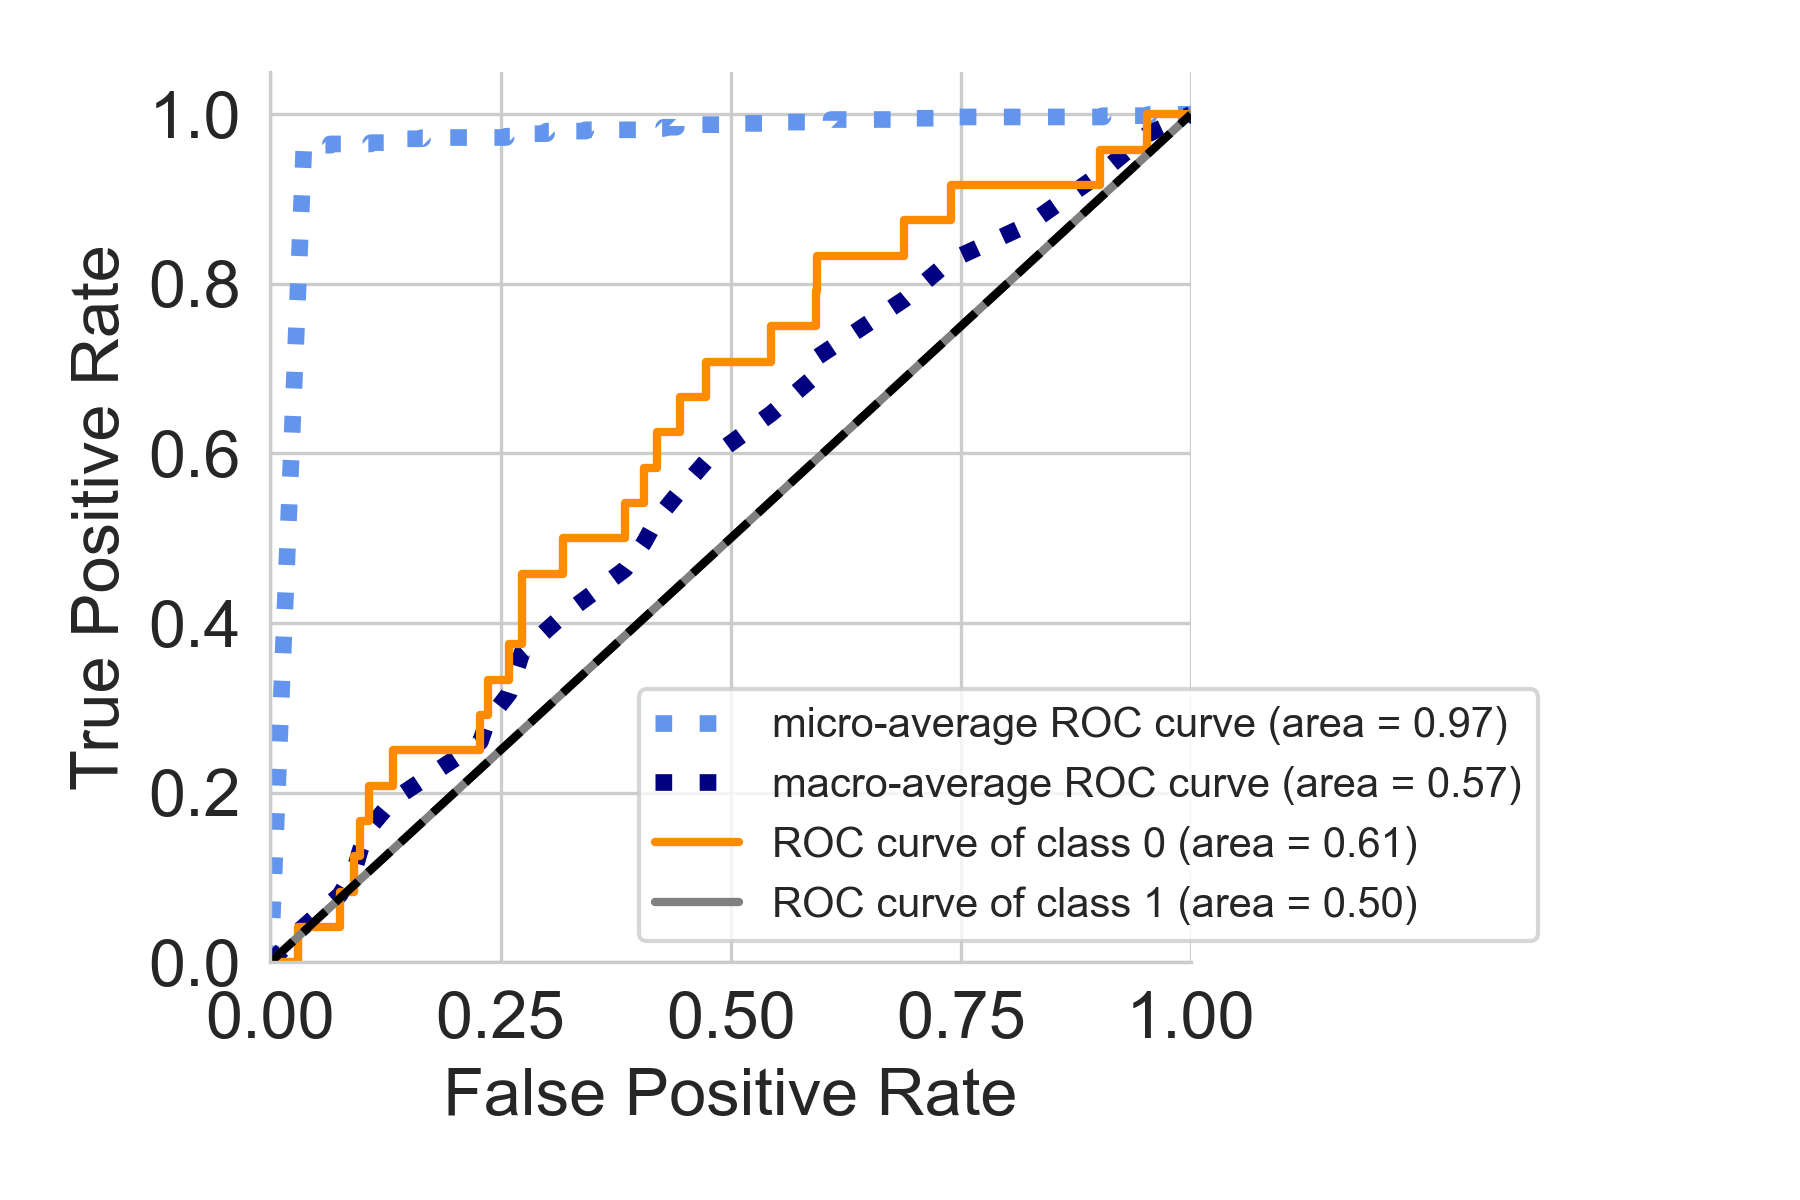 True Positive Rate
1.0
0.8
0.6
0.4
0.2
0.0
0.00 0.25 0.50 0.75 1.00
False Positive Rate
micro-average ROC curve (area = 0.97)
macro-average ROC curve (area = 0.57)
ROC curve of class 0 (area = 0.61)
ROC curve of class 1 (area = 0.50)